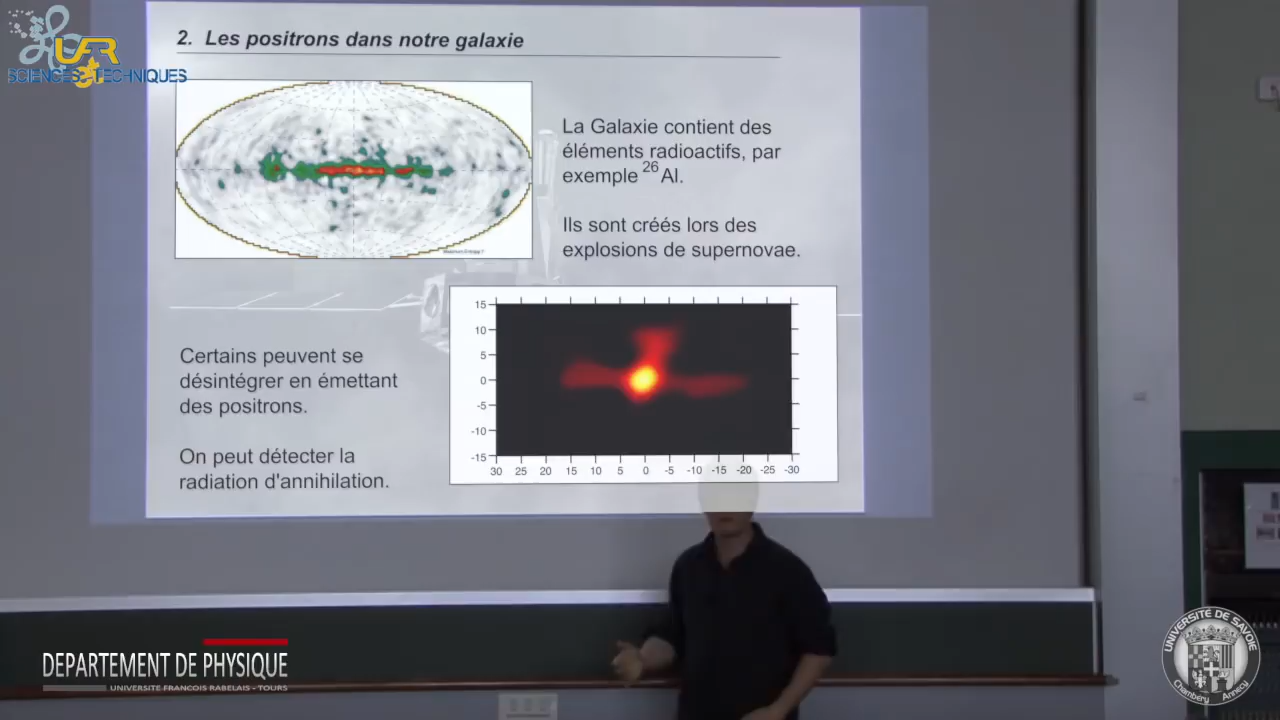 2. Les positrons dans notre galaxie
UFR
SCIENCES & TECHNIQUES
La Galaxie contient des
éléments radioactifs, par
exemple 26Al.
Ils sont créés lors des
explosions de supernovae.
Certains peuvent se
désintégrer en émettant
des positrons.
On peut détecter la
radiation d'annihilation.
15
10
5
0
-5
-10
-15
30 25 20 15 10 5 0 -5 -10 -15 -20 -25 -30
DEPARTEMENT DE PHYSIQUE
UNIVERSITE FRANCOIS RABELAIS - TOURS
UNIVERSITE DE SAVOIE
Chambéry Annecy